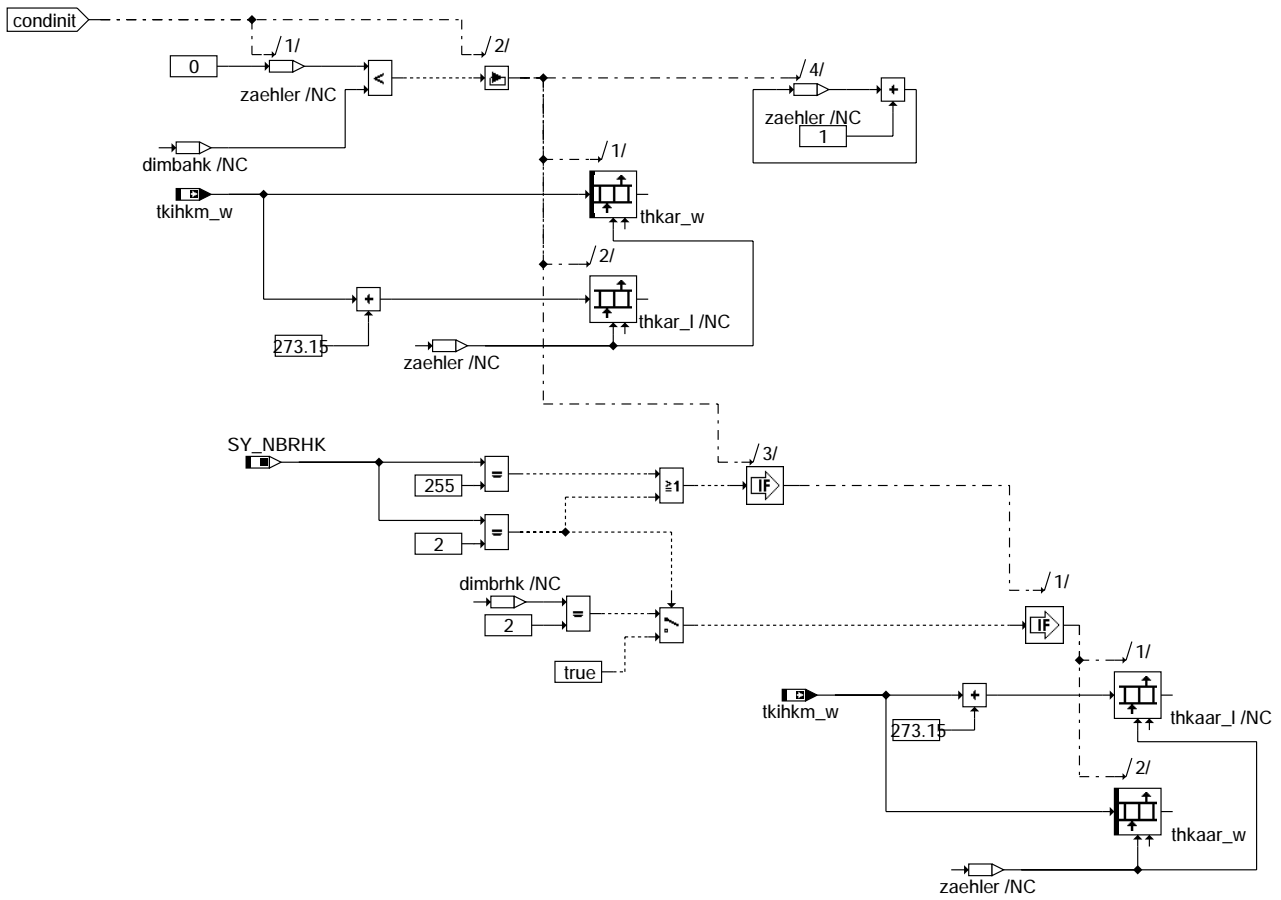 condinit
/1/
/2/
/4/
0
<
zaehler /NC
+
zaehler /NC
1
dimbahk /NC
/1/
tkihkm_w
thkar_w
/2/
+
thkar_l /NC
273.15
zaehler /NC
SY_NBRHK
/3/
=
255
≥1
IF
=
2
dimbrhk /NC
/1/
=
2
IF
true
/1/
tkihkm_w
+
273.15
thkaar_l /NC
/2/
thkaar_w
zaehler /NC